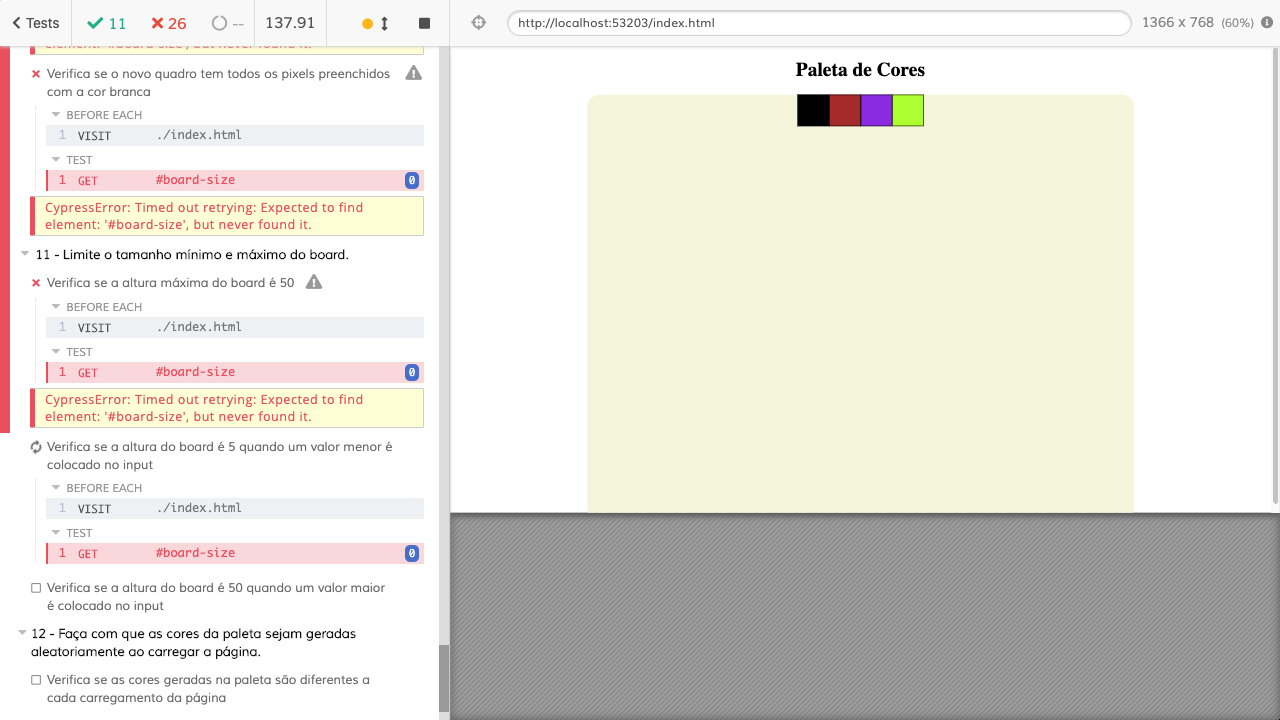 Tests
11
26
--
137.91
http://localhost:53203/index.html
1366 x 768 (60%)
element: '#board-size', but never found it.
Verifica se o novo quadro tem todos os pixels preenchidos
com a cor branca
BEFORE EACH
1 VISIT ./index.html
TEST
1 GET #board-size 0
CypressError: Timed out retrying: Expected to find
element: '#board-size', but never found it.
11 - Limite o tamanho mínimo e máximo do board.
Verifica se a altura máxima do board é 50
BEFORE EACH
1 VISIT ./index.html
TEST
1 GET #board-size 0
CypressError: Timed out retrying: Expected to find
element: '#board-size', but never found it.
Verifica se a altura do board é 5 quando um valor menor é
colocado no input
BEFORE EACH
1 VISIT ./index.html
TEST
1 GET #board-size 0
Verifica se a altura do board é 50 quando um valor maior
é colocado no input
12 - Faça com que as cores da paleta sejam geradas
aleatoriamente ao carregar a página.
Verifica se as cores geradas na paleta são diferentes a
cada carregamento da página
Paleta de Cores